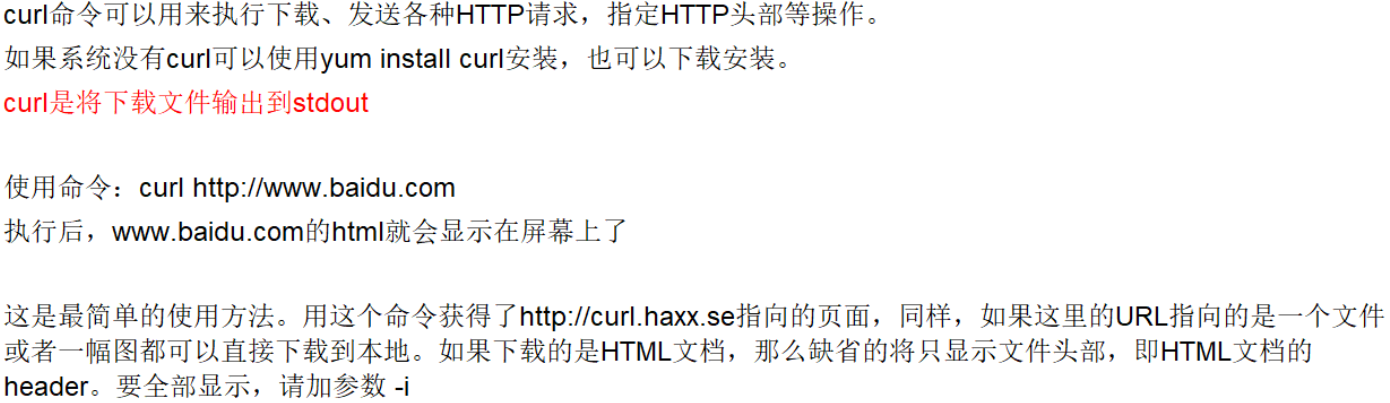 curl命令可以用来执行下载、发送各种HTTP请求，指定HTTP头部等操作。
如果系统没有curl可以使用yum install curl安装，也可以下载安装。
curl是将下载文件输出到stdout
使用命令：curl http://www.baidu.com
执行后，www.baidu.com的html就会显示在屏幕上了
这是最简单的使用方法。用这个命令获得了http://curl.haxx.se指向的页面，同样，如果这里的URL指向的是一个文件
或者一幅图都可以直接下载到本地。如果下载的是HTML文档，那么缺省的将只显示文件头部，即HTML文档的
header。要全部显示，请加参数 -i